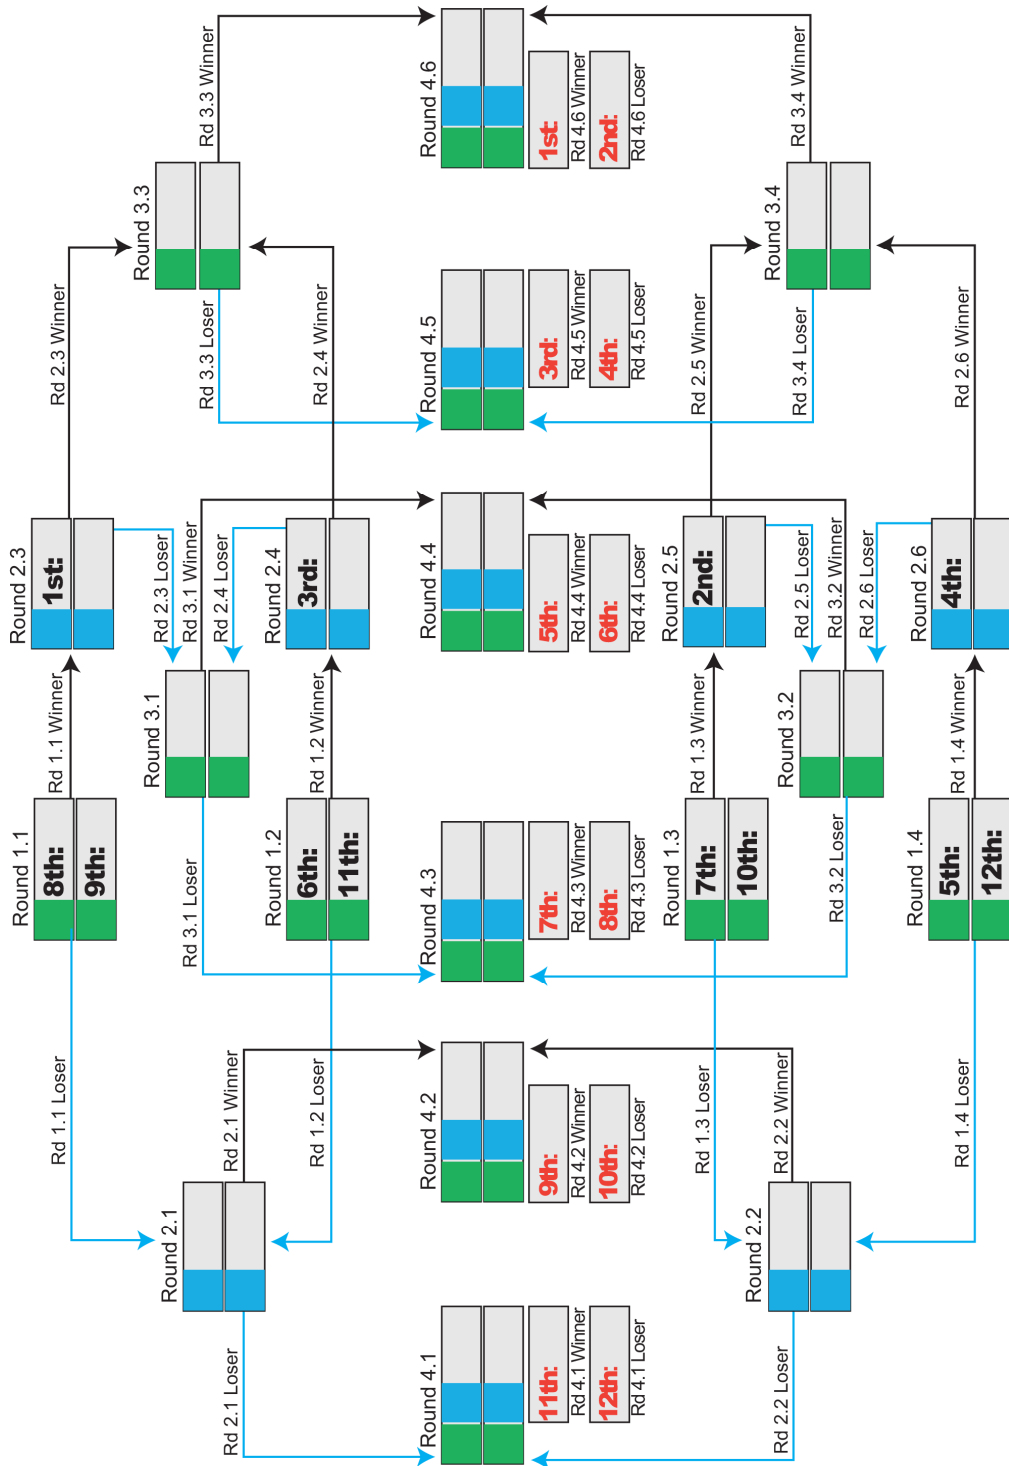 Round 1.1
8th:
9th:
Rd 1.1 Winner
Rd 1.1 Loser
Round 2.3
1st:
Rd 2.3 Winner
Rd 2.3 Loser
Round 3.3
Rd 3.3 Winner
Rd 3.3 Loser
Round 3.1
Rd 3.1 Winner
Rd 3.1 Loser
Rd 2.4 Loser
Round 2.1
Rd 2.1 Winner
Rd 2.1 Loser
Round 1.2
6th:
11th:
Rd 1.2 Winner
Rd 1.2 Loser
Round 2.4
3rd:
Rd 2.4 Winner
Round 4.1
11th:
Rd 4.1 Winner
12th:
Rd 4.1 Loser
Round 4.2
9th:
Rd 4.2 Winner
10th:
Rd 4.2 Loser
Round 4.3
7th:
Rd 4.3 Winner
8th:
Rd 4.3 Loser
Round 4.4
5th:
Rd 4.4 Winner
6th:
Rd 4.4 Loser
Round 4.5
3rd:
Rd 4.5 Winner
4th:
Rd 4.5 Loser
Round 4.6
1st:
Rd 4.6 Winner
2nd:
Rd 4.6 Loser
Round 1.3
7th:
10th:
Rd 1.3 Winner
Rd 1.3 Loser
Round 2.5
2nd:
Rd 2.5 Winner
Rd 2.5 Loser
Round 2.2
Rd 2.2 Winner
Rd 2.2 Loser
Round 3.2
Rd 3.2 Winner
Rd 3.2 Loser
Rd 2.6 Loser
Round 3.4
Rd 3.4 Winner
Rd 3.4 Loser
Round 1.4
5th:
12th:
Rd 1.4 Winner
Rd 1.4 Loser
Round 2.6
4th:
Rd 2.6 Winner